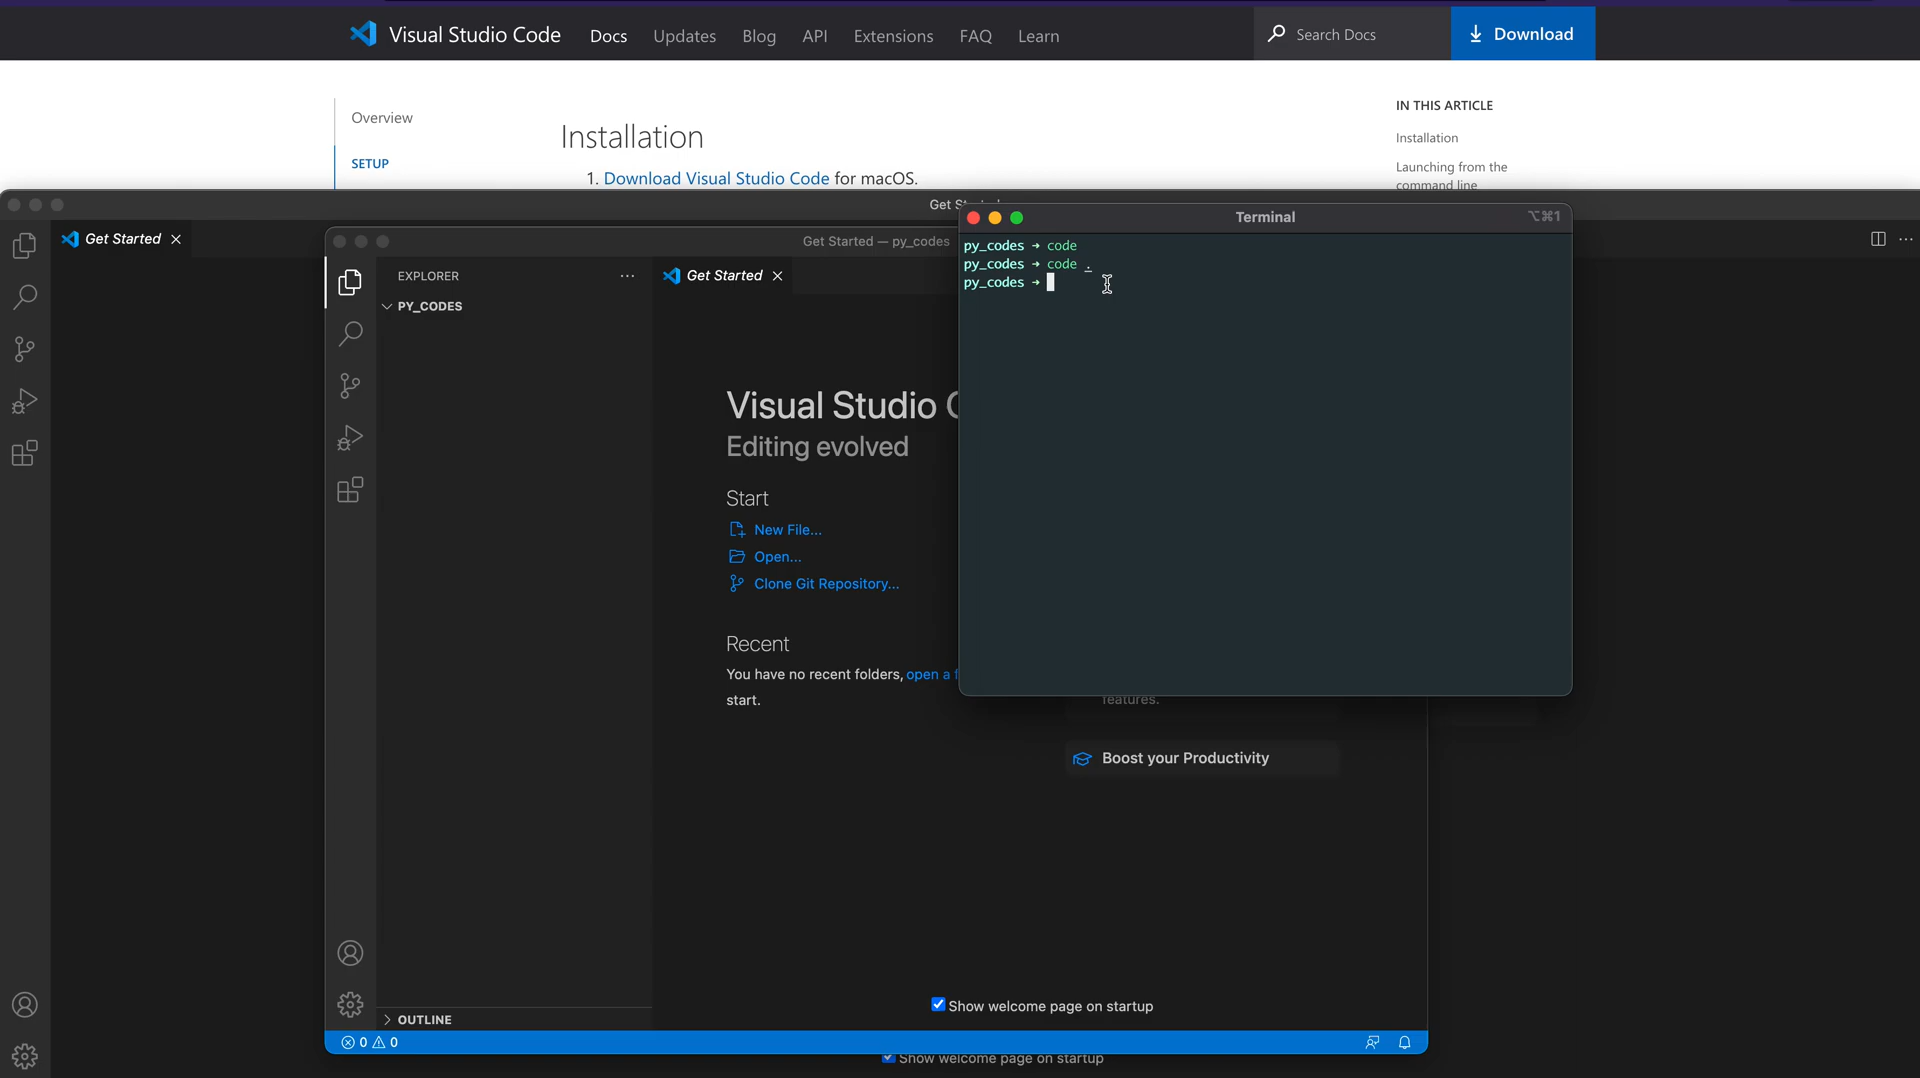 Visual Studio Code Docs Updates Blog API Extensions FAQ Learn Search Docs Download
Overview
SETUP
Installation
1. Download Visual Studio Code for macOS.
IN THIS ARTICLE
Installation
Launching from the
command line
Get
Get Started
Get Started — py_codes
EXPLORER
PY_CODES
OUTLINE
Get Started
Visual Studio
Editing evolved
Start
New File...
Open...
Clone Git Repository...
Recent
You have no recent folders, open a
start.
features.
Boost your Productivity
Show welcome page on startup
0 0
Show welcome page on startup
Terminal ⌥⌘1
py_codes → code
py_codes → code .
py_codes →